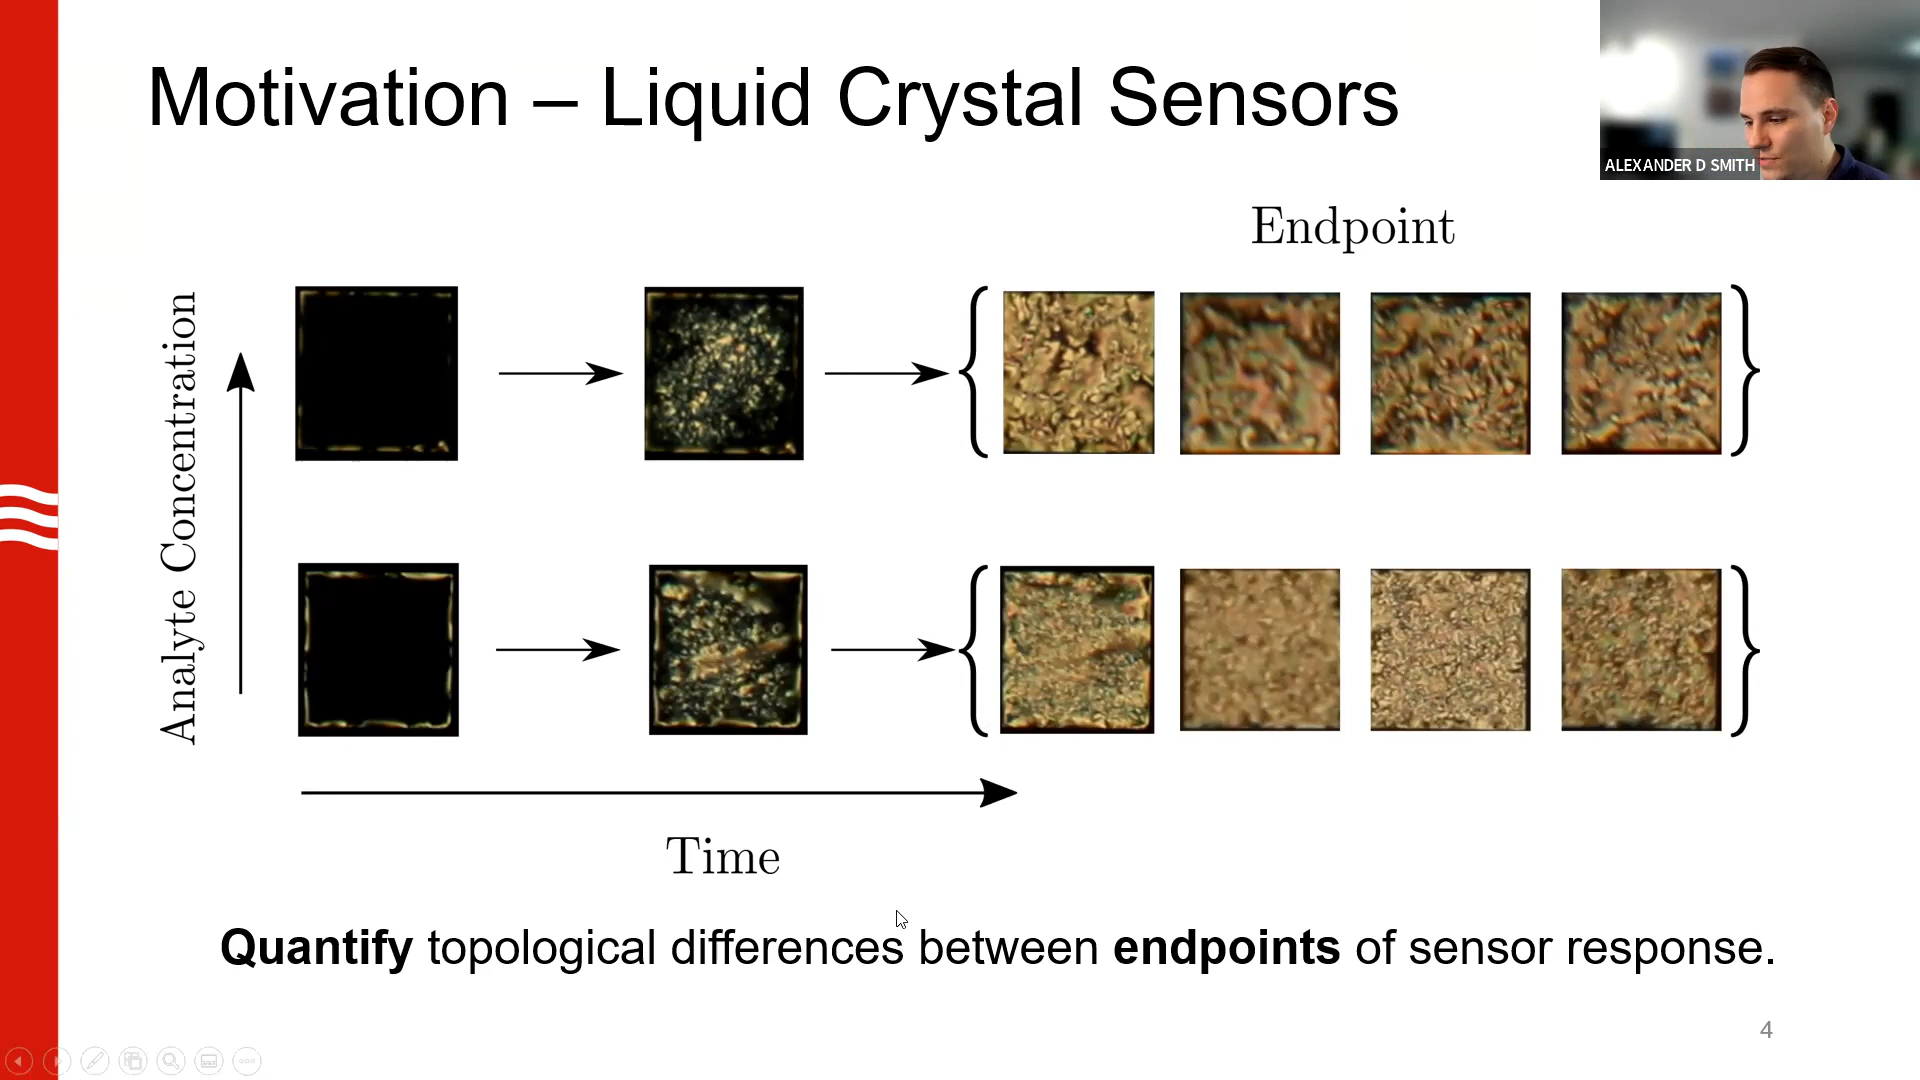 Motivation – Liquid Crystal Sensors
ALEXANDER D SMITH
Endpoint
Analyte Concentration
Time
Quantify topological differences between endpoints of sensor response.
4